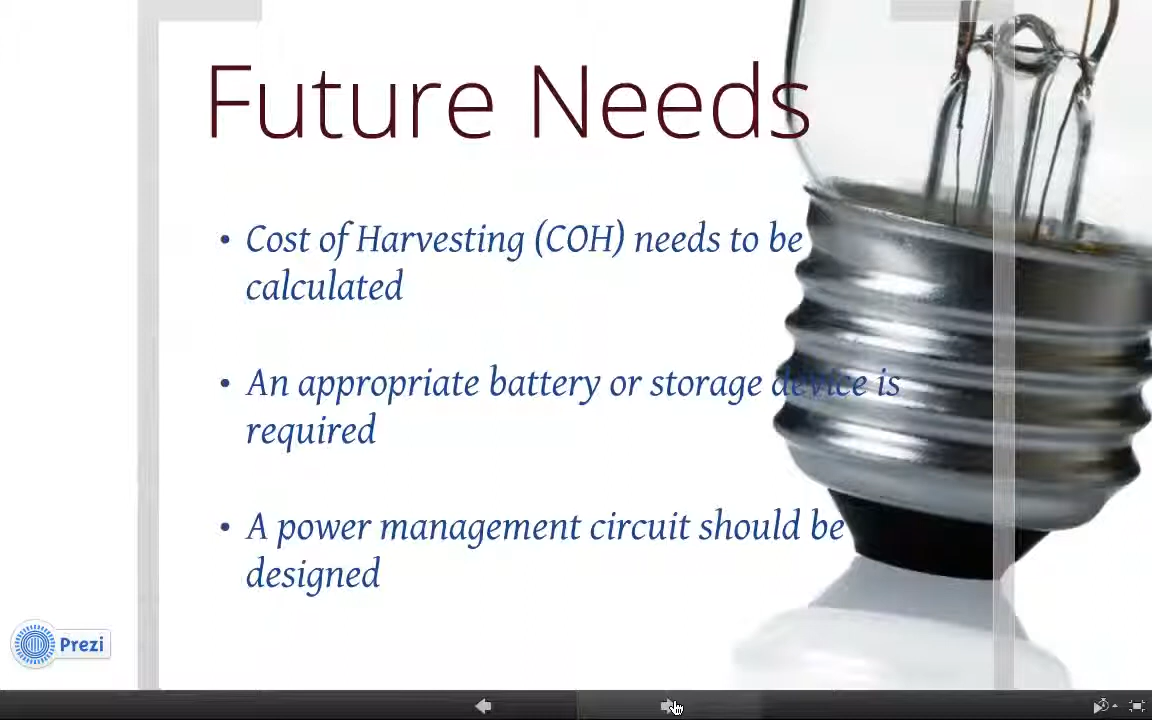 Future Needs
• Cost of Harvesting (COH) needs to be
calculated
• An appropriate battery or storage device is
required
• A power management circuit should be
designed
Prezi